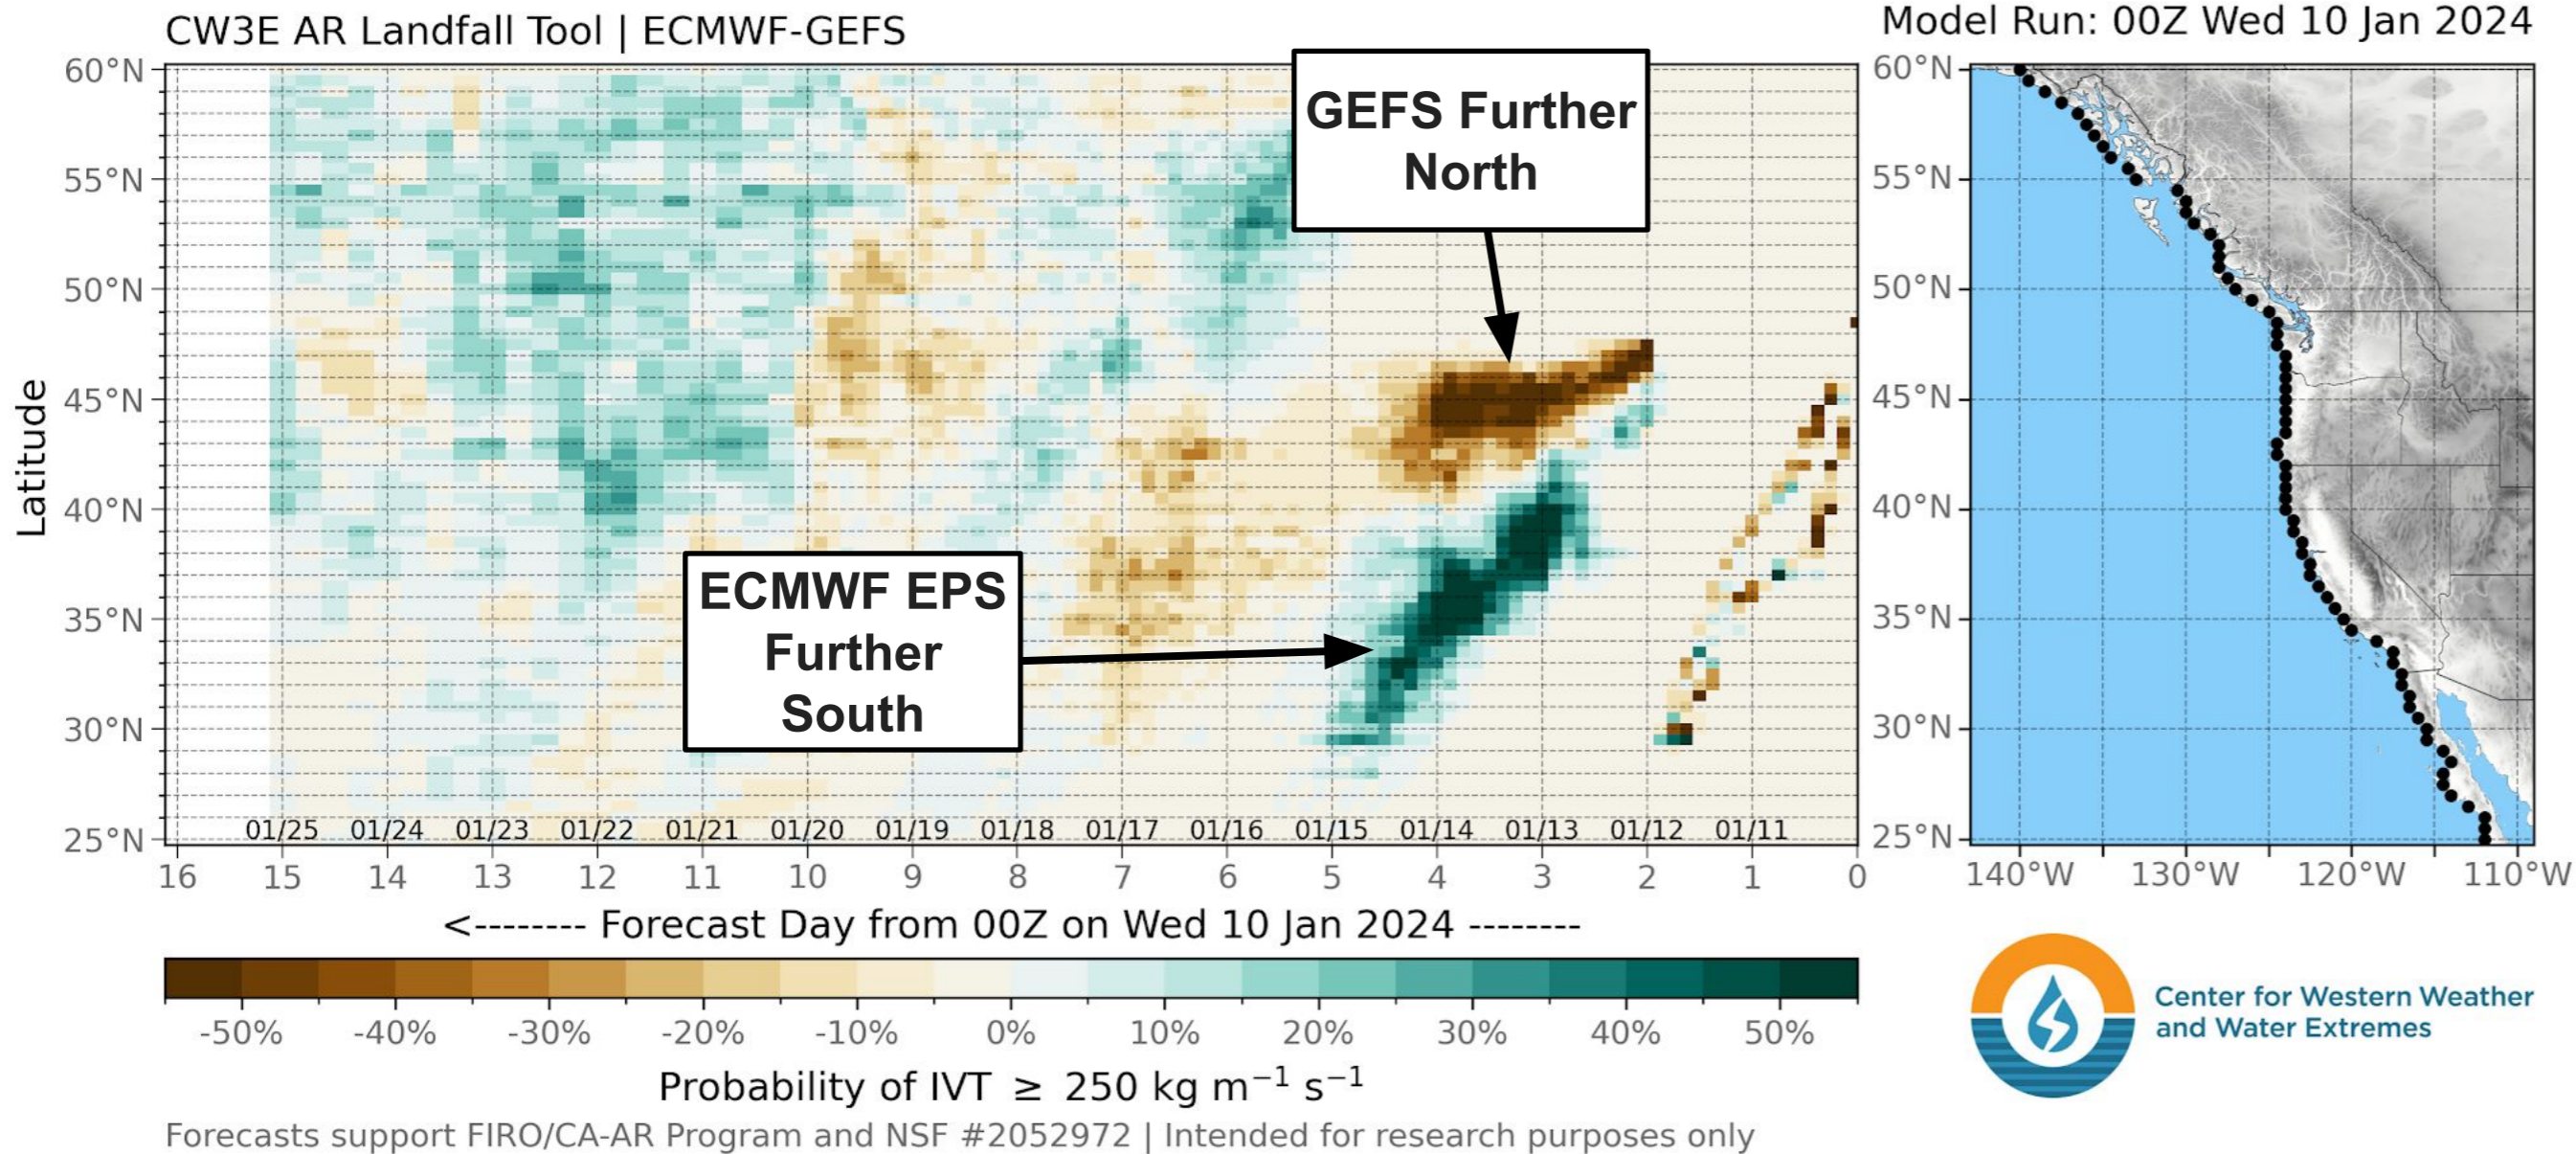 CW3E AR Landfall Tool | ECMWF-GEFS
Model Run: 00Z Wed 10 Jan 2024
GEFS Further
North
ECMWF EPS
Further
South
Latitude
60°N
55°N
50°N
45°N
40°N
35°N
30°N
25°N
01/25 01/24 01/23 01/22 01/21 01/20 01/19 01/18 01/17 01/16 01/15 01/14 01/13 01/12 01/11
16 15 14 13 12 11 10 9 8 7 6 5 4 3 2 1 0
<-------- Forecast Day from 00Z on Wed 10 Jan 2024 --------
60°N
55°N
50°N
45°N
40°N
35°N
30°N
25°N
140°W 130°W 120°W 110°W
-50% -40% -30% -20% -10% 0% 10% 20% 30% 40% 50%
Probability of IVT ≥ 250 kg m⁻¹ s⁻¹
Forecasts support FIRO/CA-AR Program and NSF #2052972 | Intended for research purposes only
Center for Western Weather
and Water Extremes